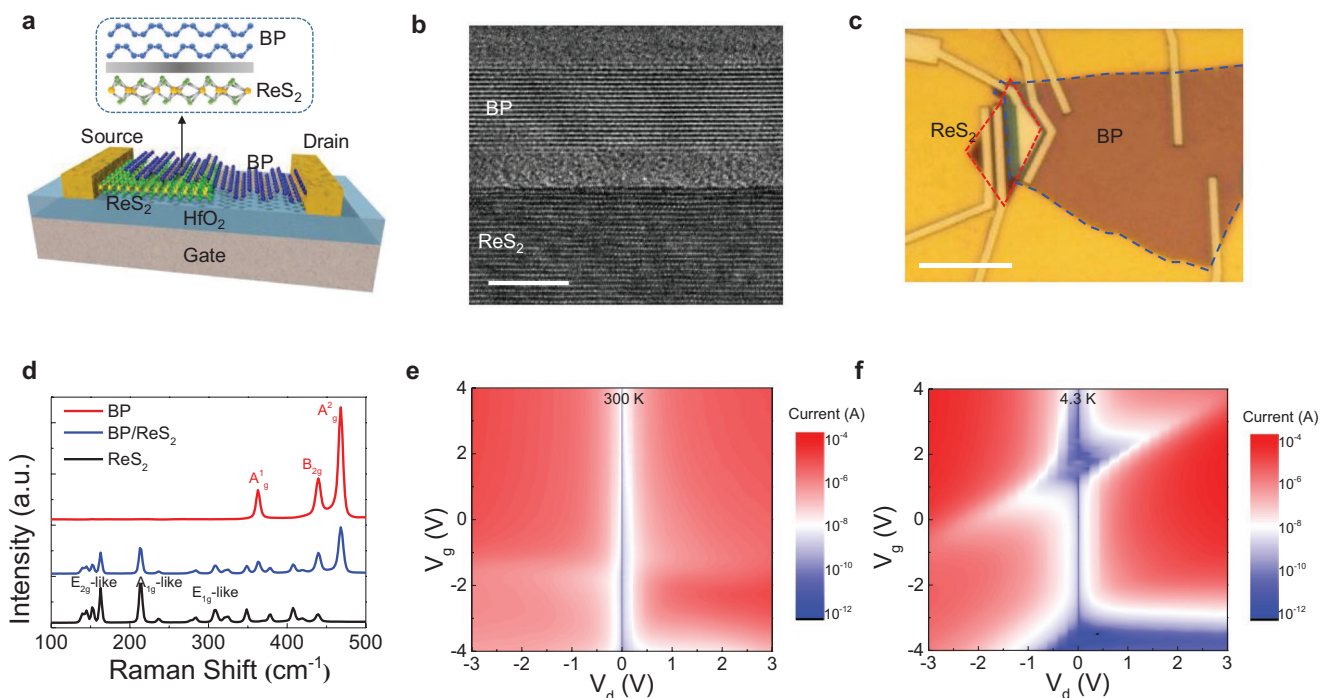 a
BP
ReS₂
Source
Drain
BP
ReS₂
HfO₂
Gate
b
BP
ReS₂
c
ReS₂
BP
d
BP
BP/ReS₂
ReS₂
A¹g
B₂g
A²g
E₂g-like
A₁g-like
E₁g-like
Intensity (a.u.)
100
200
300
400
500
Raman Shift (cm⁻¹)
e
300 K
4
2
0
-2
-4
V_g (V)
-3
-2
-1
0
1
2
3
V_d (V)
Current (A)
10⁻⁴
10⁻⁶
10⁻⁸
10⁻¹⁰
10⁻¹²
f
4.3 K
4
2
0
-2
-4
V_g (V)
-3
-2
-1
0
1
2
3
V_d (V)
Current (A)
10⁻⁴
10⁻⁶
10⁻⁸
10⁻¹⁰
10⁻¹²